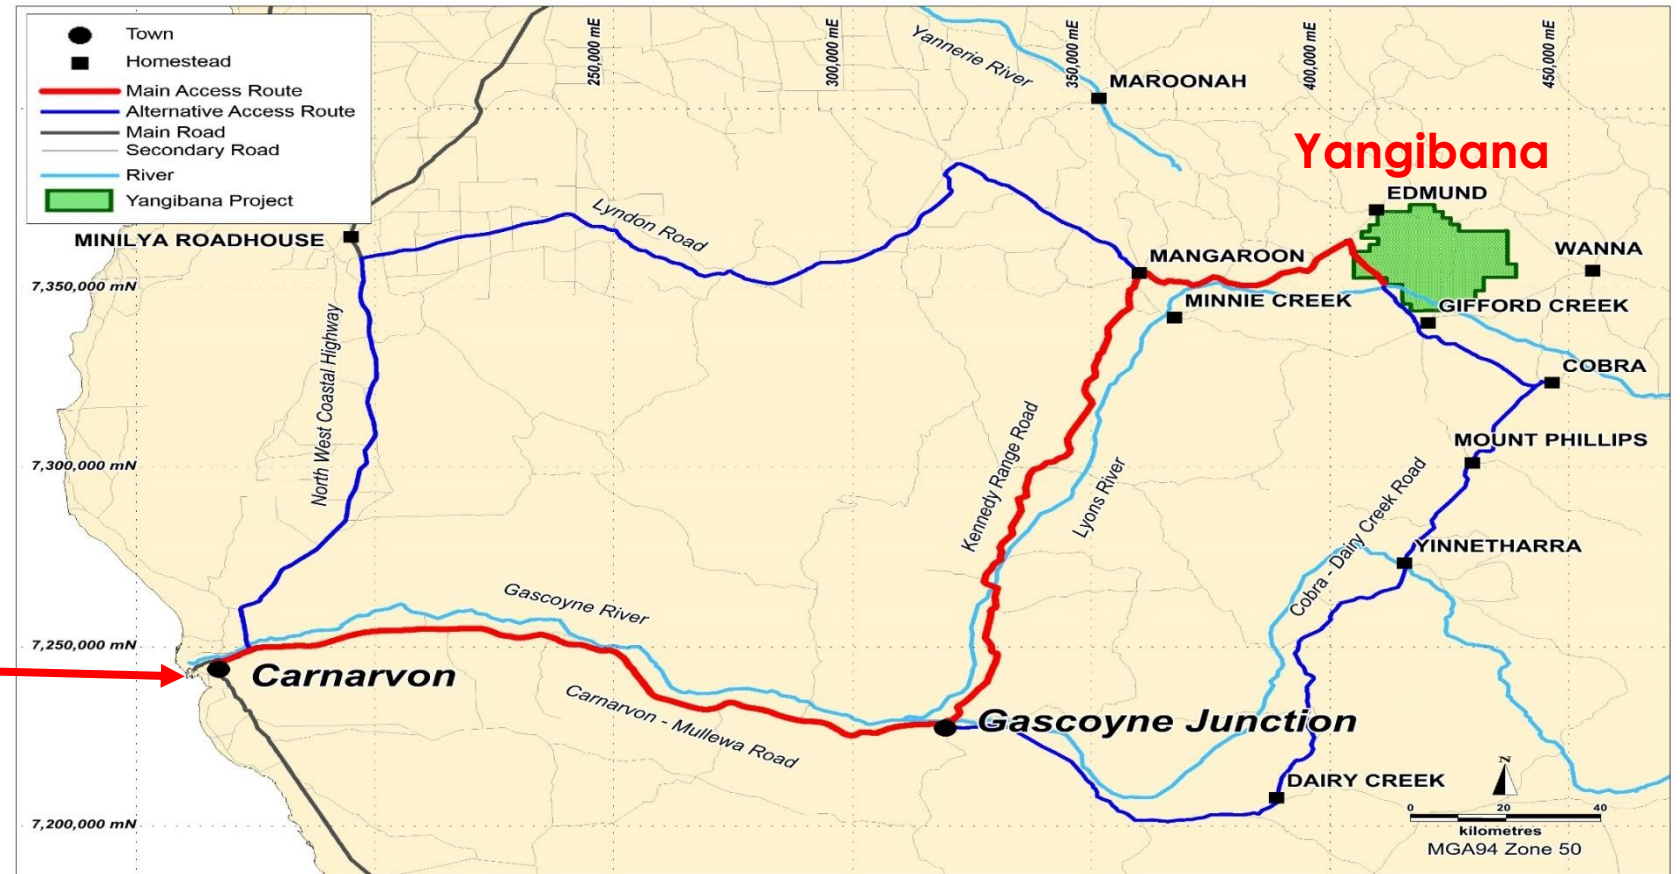 Town
Homestead
Main Access Route
Alternative Access Route
Main Road
Secondary Road
River
Yangibana Project
250,000 mE
300,000 mE
350,000 mE
400,000 mE
450,000 mE
Yannerie River
MAROONAH
Yangibana
EDMUND
Lyndon Road
MINILYA ROADHOUSE
MANGAROON
WANNA
7,350,000 mN
MINNIE CREEK
GIFFORD CREEK
COBRA
North West Coastal Highway
Kennedy Range Road
Lyons River
MOUNT PHILLIPS
7,300,000 mN
Cobra - Dairy Creek Road
YINNETHARRA
Gascoyne River
7,250,000 mN
Carnarvon
Carnarvon - Mullewa Road
Gascoyne Junction
DAIRY CREEK
N
0 20 40
kilometres
MGA94 Zone 50
7,200,000 mN